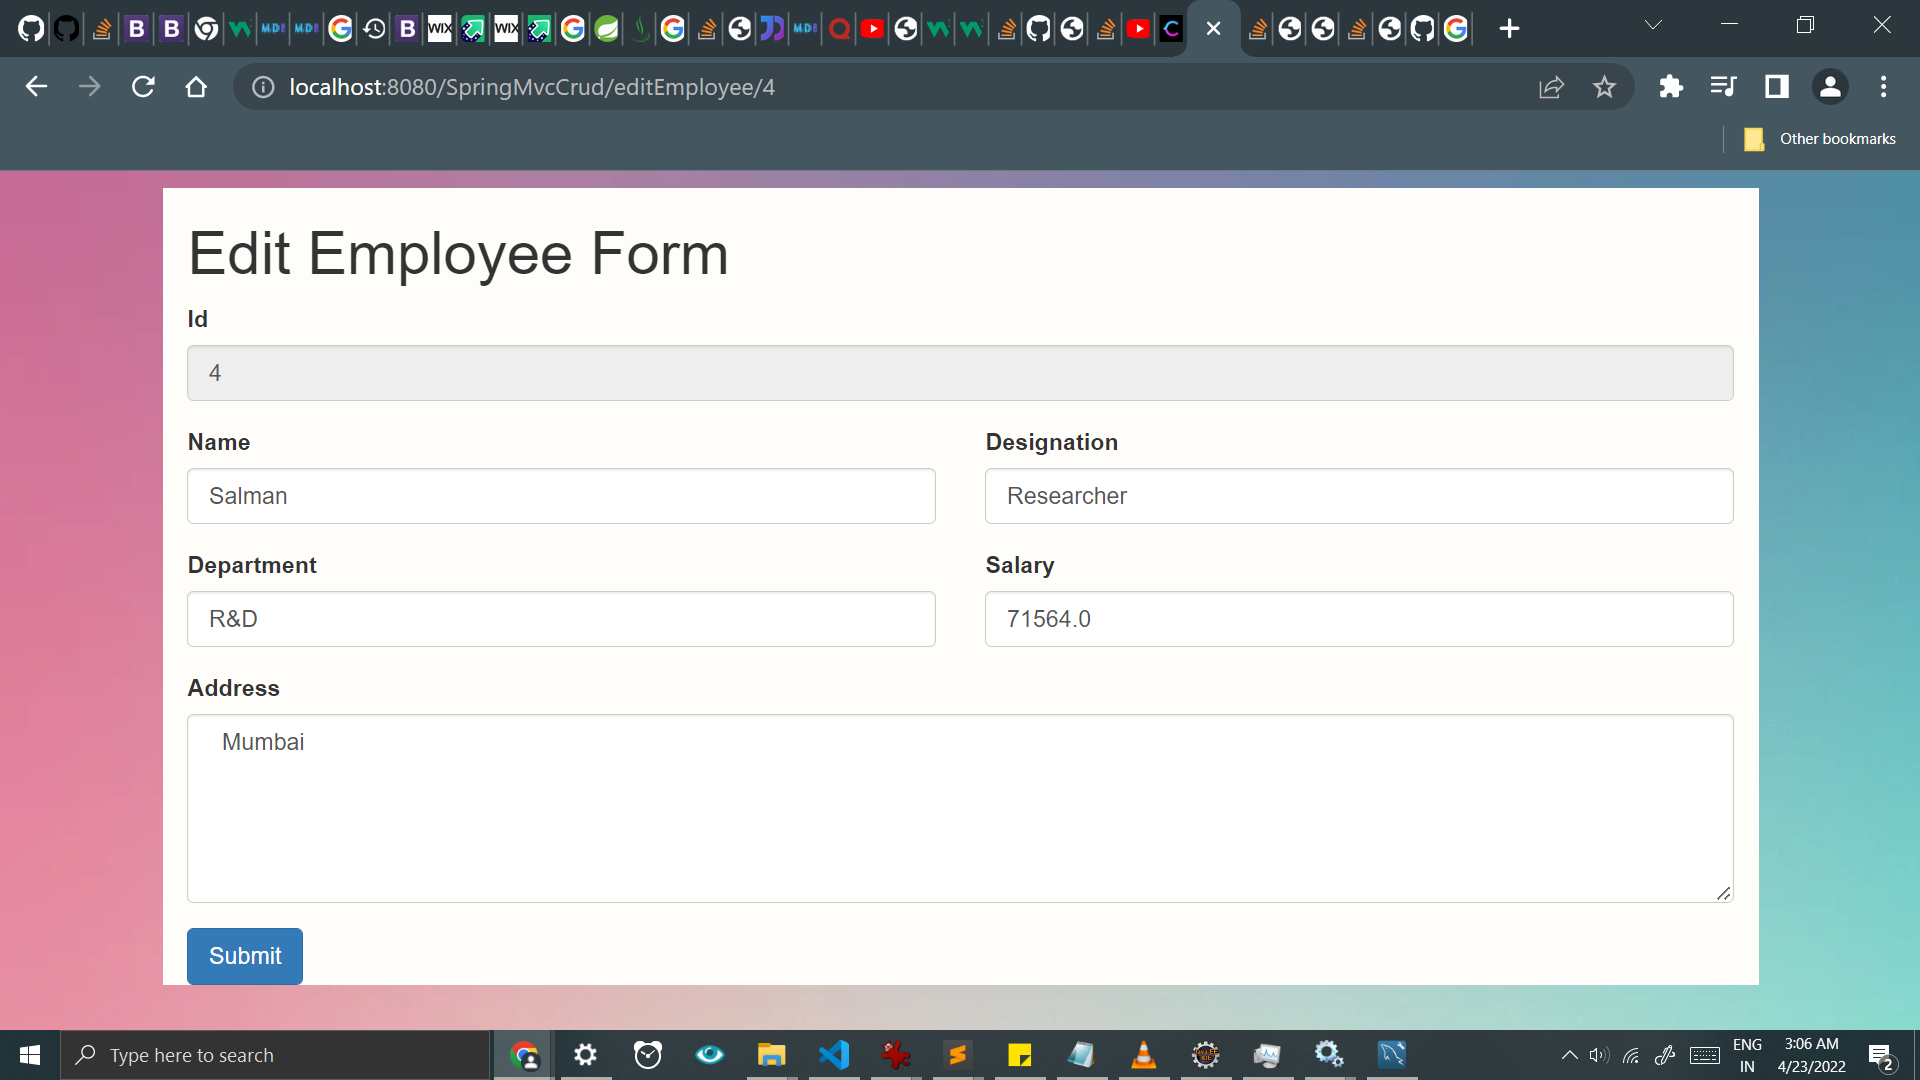 localhost:8080/SpringMvcCrud/editEmployee/4
Other bookmarks
Edit Employee Form
Id
4
Name
Designation
Salman
Researcher
Department
Salary
R&D
71564.0
Address
Mumbai
Submit
Type here to search
ENG
IN
3:06 AM
4/23/2022
2